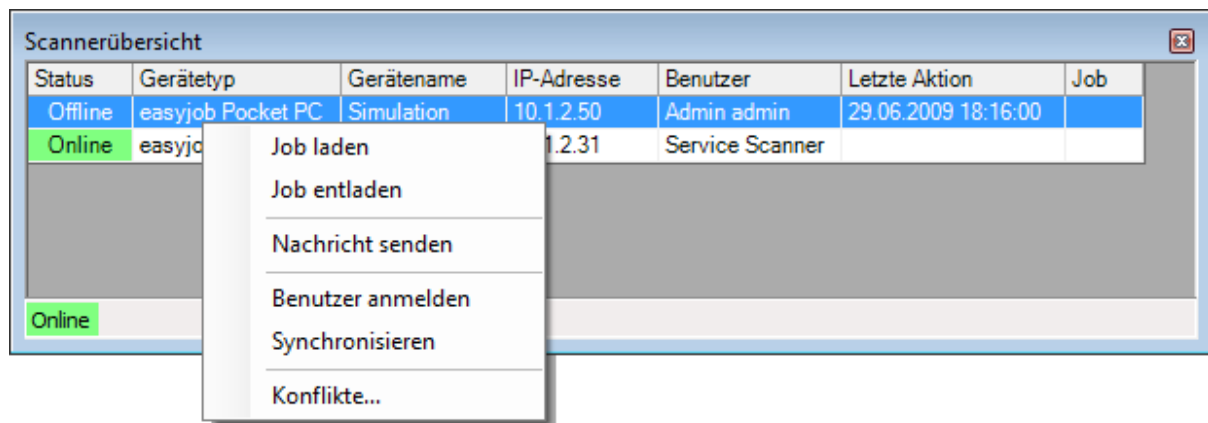 Scannerübersicht
Status Gerätetyp Gerätename IP-Adresse Benutzer Letzte Aktion Job
Offline easyjob Pocket PC Simulation 10.1.2.50 Admin admin 29.06.2009 18:16:00
Online 1.2.31 Service Scanner
Job laden
Job entladen
Nachricht senden
Benutzer anmelden
Synchronisieren
Konflikte...
Online